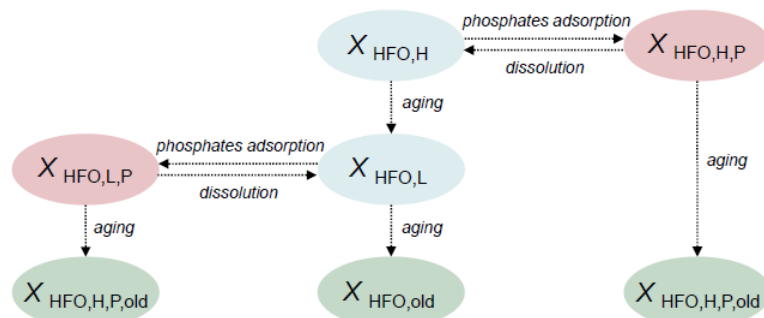 phosphates adsorption
X HFO,H
X HFO,H,P
dissolution
aging
phosphates adsorption
X HFO,L,P
X HFO,L
aging
dissolution
aging
aging
X HFO,H,P,old
X HFO,old
X HFO,H,P,old